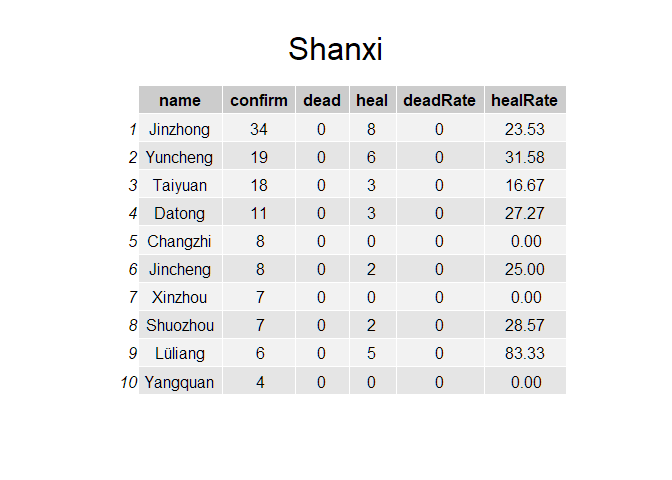 Shanxi
name confirm dead heal deadRate healRate
1 Jinzhong 34 0 8 0 23.53
2 Yuncheng 19 0 6 0 31.58
3 Taiyuan 18 0 3 0 16.67
4 Datong 11 0 3 0 27.27
5 Changzhi 8 0 0 0 0.00
6 Jincheng 8 0 2 0 25.00
7 Xinzhou 7 0 0 0 0.00
8 Shuozhou 7 0 2 0 28.57
9 Lüliang 6 0 5 0 83.33
10 Yangquan 4 0 0 0 0.00